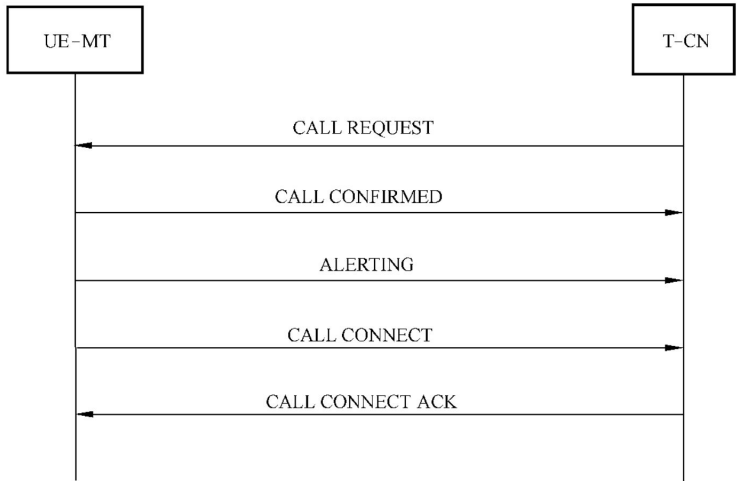 UE-MT
T-CN
CALL REQUEST
CALL CONFIRMED
ALERTING
CALL CONNECT
CALL CONNECT ACK